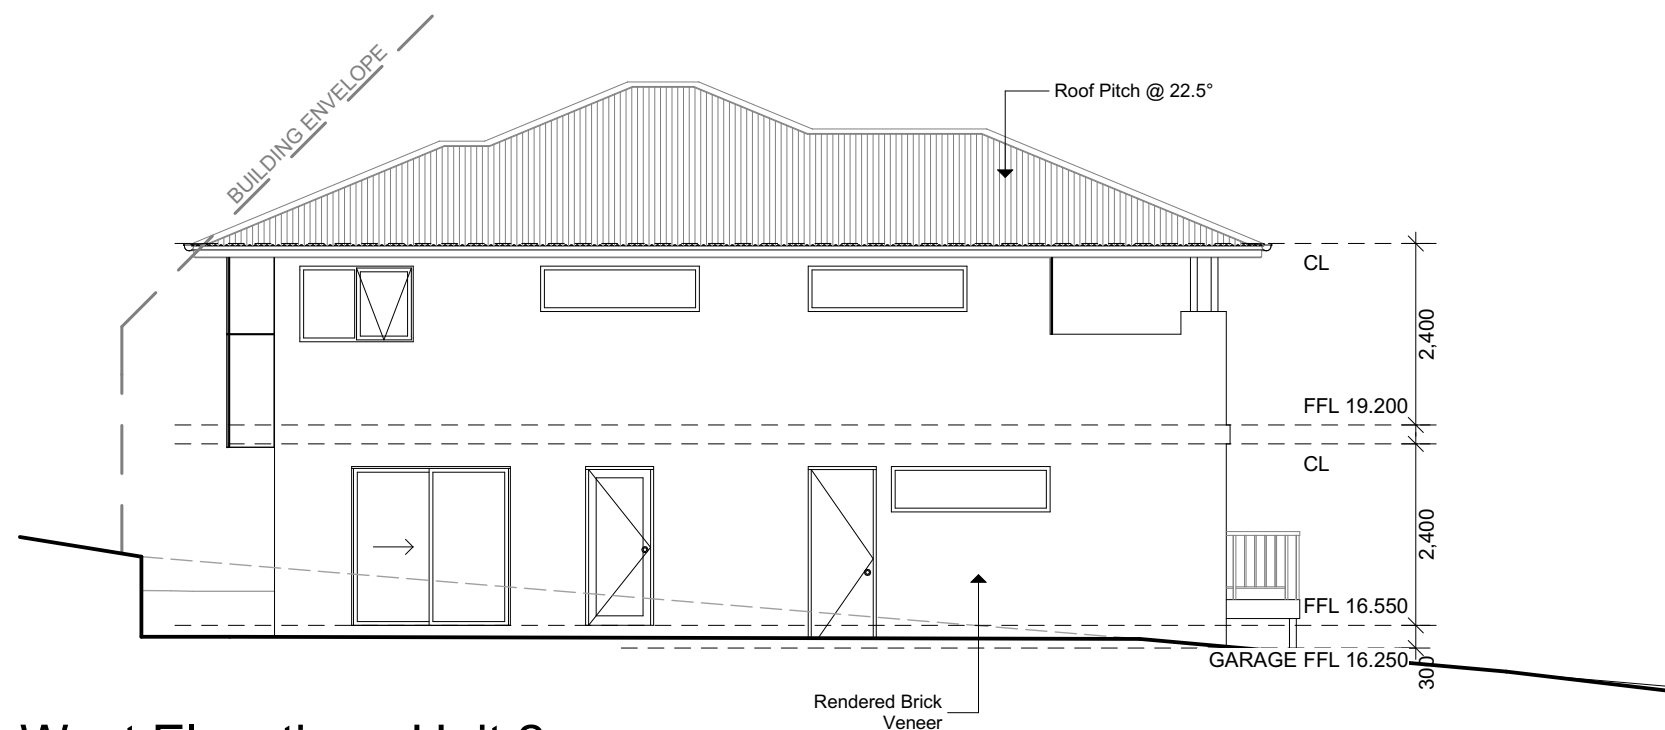 BUILDING ENVELOPE
Roof Pitch @ 22.5°
CL
2,400
FFL 19.200
CL
2,400
FFL 16.550
GARAGE FFL 16.250
300
Rendered Brick
Veneer